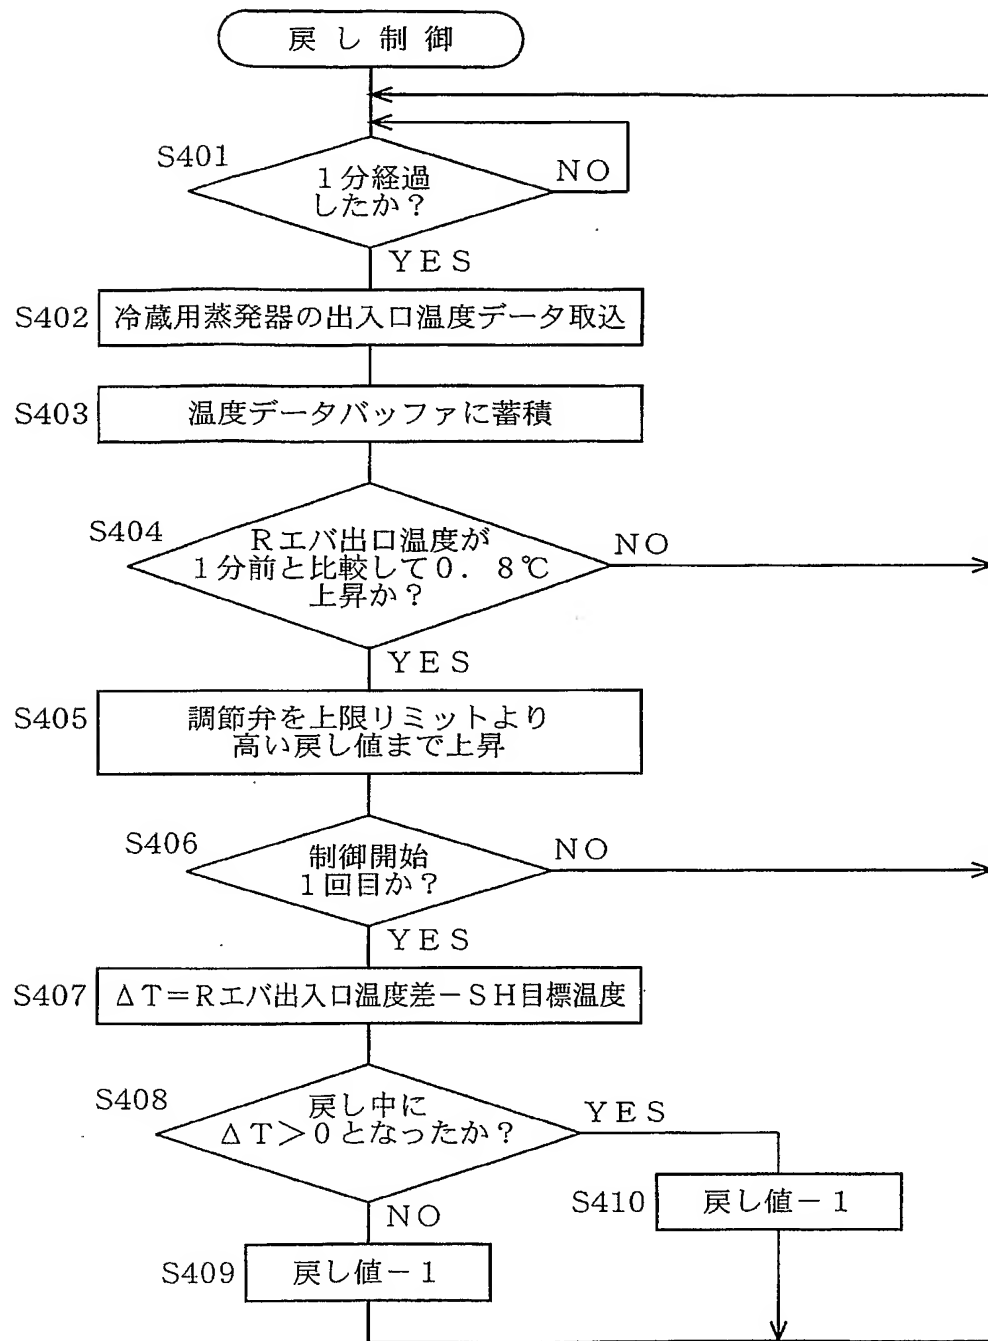 戻し制御
S401
1分経過
したか？
NO
YES
S402
冷蔵用蒸発器の出入口温度データ取込
S403
温度データバッファに蓄積
S404
Rエバ出口温度が
1分前と比較して0．8℃
上昇か？
NO
YES
S405
調節弁を上限リミットより
高い戻し値まで上昇
S406
制御開始
1回目か？
NO
YES
S407
ΔT＝Rエバ出入口温度差－SH目標温度
S408
戻し中に
ΔT＞0となったか？
YES
S410
戻し値－1
NO
S409
戻し値－1